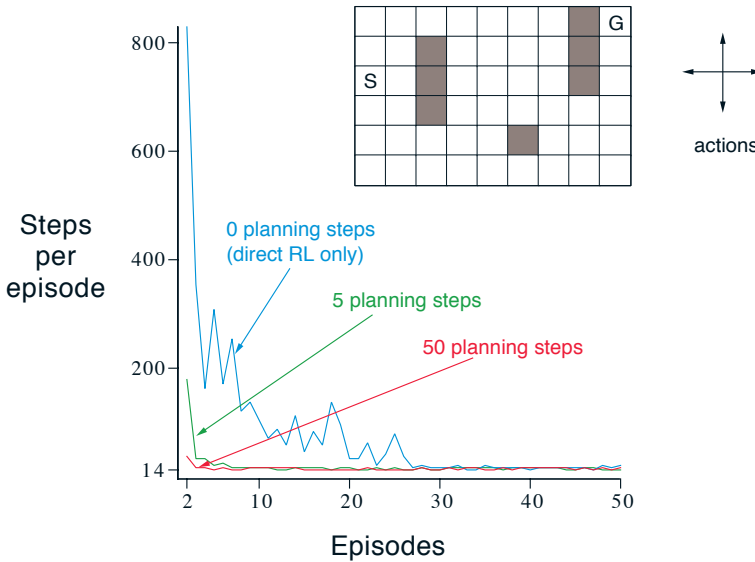 800
600
400
200
14
2
10
20
30
40
50
Steps
per
episode
Episodes
0 planning steps
(direct RL only)
5 planning steps
50 planning steps
G
S
actions